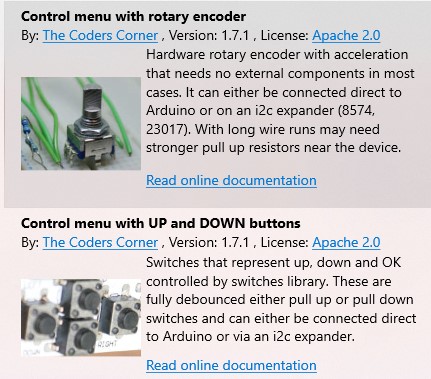 Control menu with rotary encoder
By: The Coders Corner , Version: 1.7.1 , License: Apache 2.0
Hardware rotary encoder with acceleration
that needs no external components in most
cases. It can either be connected direct to
Arduino or on an i2c expander (8574,
23017). With long wire runs may need
stronger pull up resistors near the device.
Read online documentation
Control menu with UP and DOWN buttons
By: The Coders Corner , Version: 1.7.1 , License: Apache 2.0
Switches that represent up, down and OK
controlled by switches library. These are
fully debounced either pull up or pull down
switches and can either be connected direct
to Arduino or via an i2c expander.
RIGHT
Read online documentation